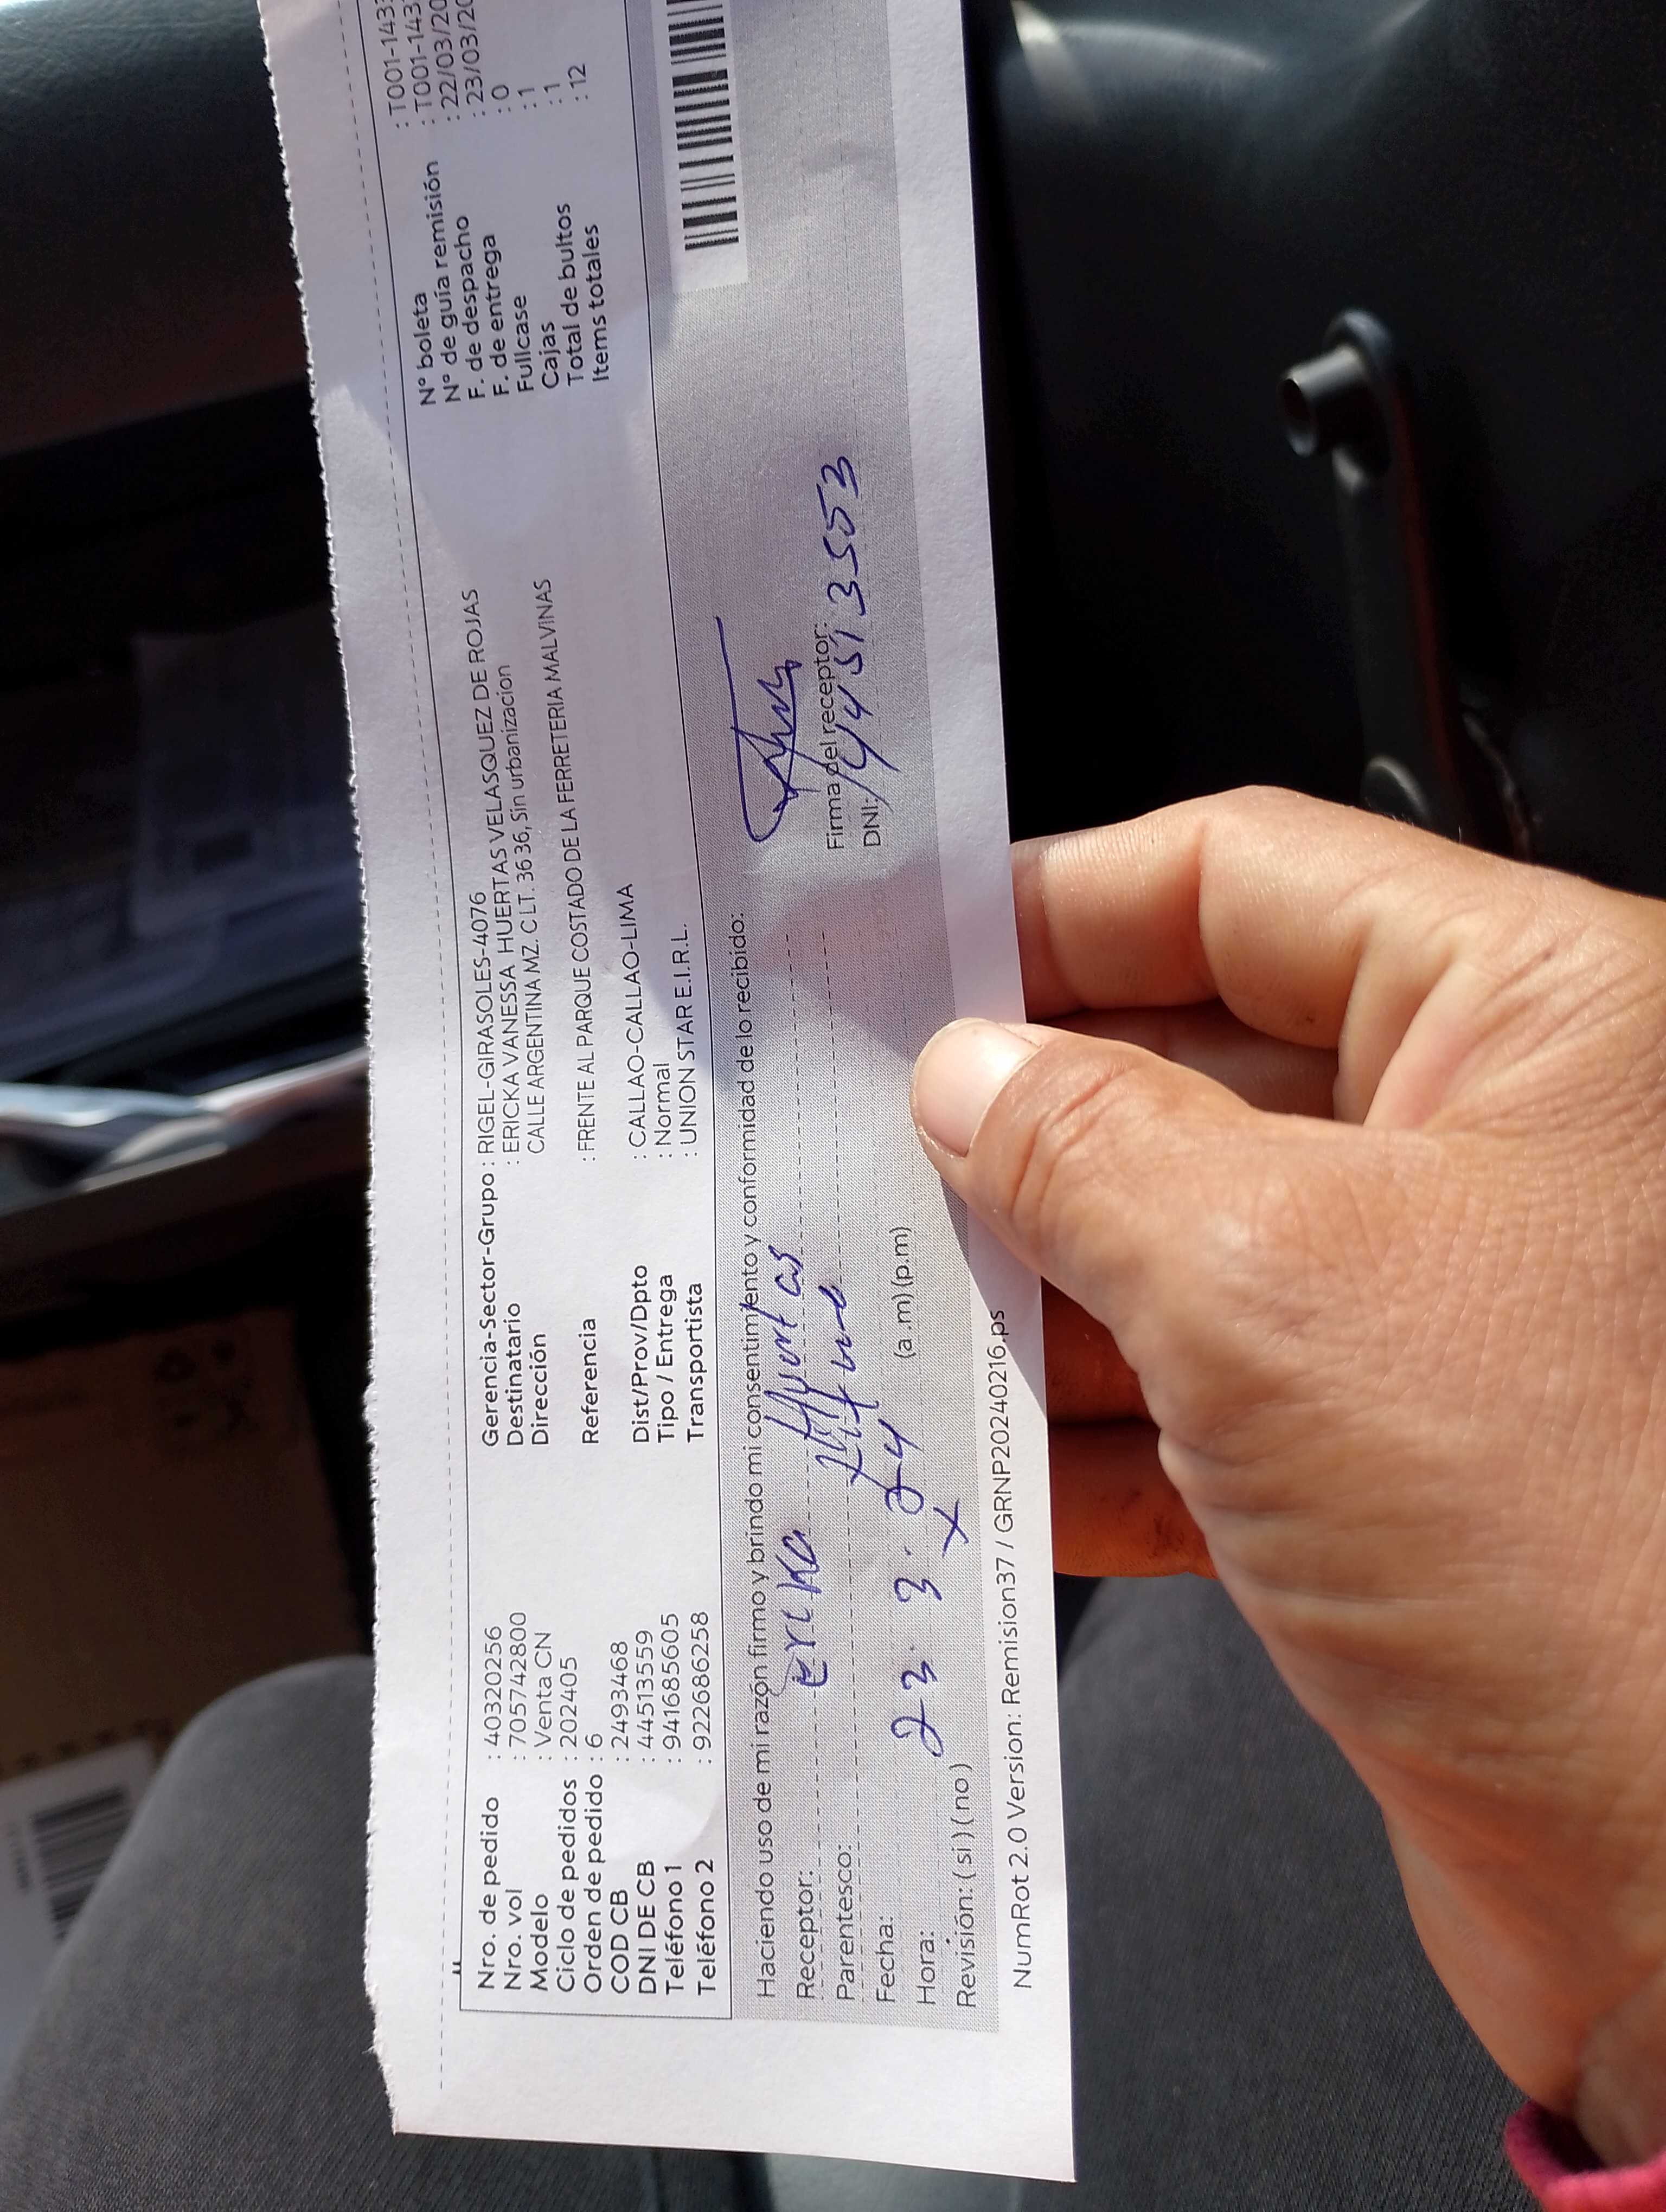 Nro. de pedido : 40320256
Nro. vol : 705742800
Modelo : Venta CN
Ciclo de pedidos : 202405
Orden de pedido : 6
COD CB : 2493468
DNI DE CB : 44513559
Teléfono 1 : 941685605
Teléfono 2 : 922686258
Gerencia-Sector-Grupo : RIGEL-GIRASOLES-4076
Destinatario : ERICKA VANESSA HUERTAS VELASQUEZ DE ROJAS
Dirección CALLE ARGENTINA MZ. C LT. 36 36, Sin urbanizacion
Referencia : FRENTE AL PARQUE COSTADO DE LA FERRETERIA MALVINAS
Dist/Prov/Dpto : CALLAO-CALLAO-LIMA
Tipo / Entrega : Normal
Transportista : UNION STAR E.I.R.L.
N° boleta : T001-143
N° de guía remisión : T001-143
F. de despacho : 22/03/20
F. de entrega : 23/03/20
Fullcase : 0
Cajas : 1
Total de bultos : 1
Items totales : 12
Haciendo uso de mi razón firmo y brindo mi consentimiento y conformidad de lo recibido:
Receptor: Erika Huertas
Parentesco:
Fecha: 23. 3. 24
Hora: (a.m)(p.m)
Revisión: ( si ) ( no )
Firma del receptor:
DNI: 44513553
NumRot 2.0 Version: Remision37 / GRNP20240216.ps